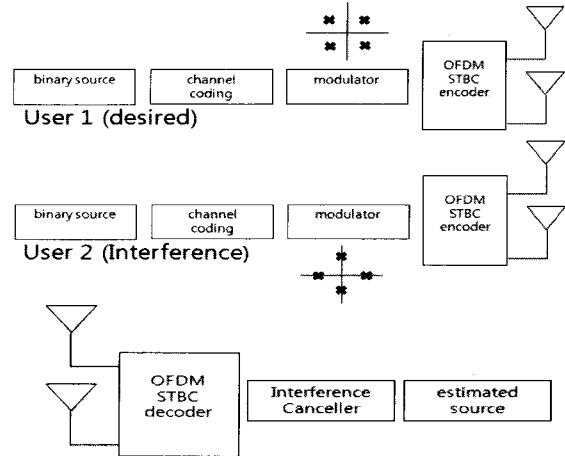 binary source
channel
coding
modulator
OFDM
STBC
encoder
User 1 (desired)
binary source
channel
coding
modulator
OFDM
STBC
encoder
User 2 (Interference)
OFDM
STBC
decoder
Interference
Canceller
estimated
source